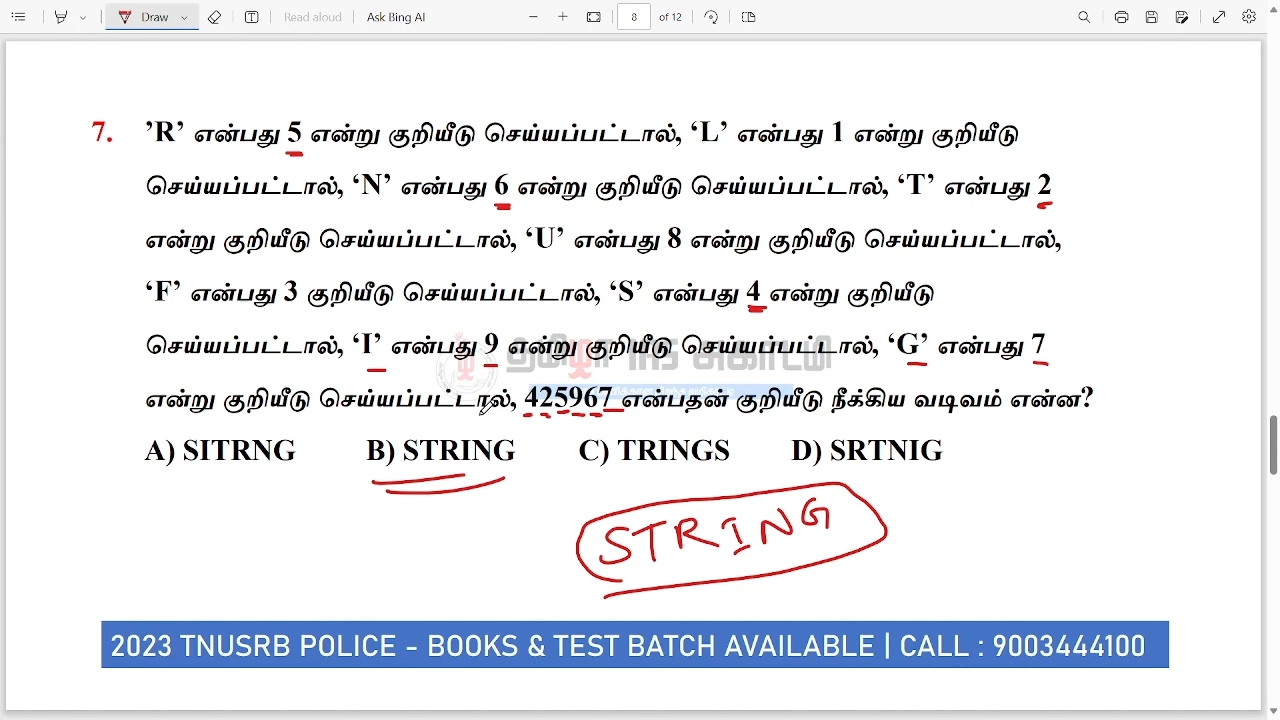 Draw
Read aloud
Ask Bing AI
8
of 12
7. ’R’ என்பது 5 என்று குறியீடு செய்யப்பட்டால், ‘L’ என்பது 1 என்று குறியீடு
செய்யப்பட்டால், ‘N’ என்பது 6 என்று குறியீடு செய்யப்பட்டால், ‘T’ என்பது 2
என்று குறியீடு செய்யப்பட்டால், ‘U’ என்பது 8 என்று குறியீடு செய்யப்பட்டால்,
‘F’ என்பது 3 குறியீடு செய்யப்பட்டால், ‘S’ என்பது 4 என்று குறியீடு
செய்யப்பட்டால், ‘I’ என்பது 9 என்று குறியீடு செய்யப்பட்டால், ‘G’ என்பது 7
என்று குறியீடு செய்யப்பட்டால், 425967 என்பதன் குறியீடு நீக்கிய வடிவம் என்ன?
A) SITRNG B) STRING C) TRINGS D) SRTNIG
STRING
2023 TNUSRB POLICE - BOOKS & TEST BATCH AVAILABLE | CALL : 9003444100